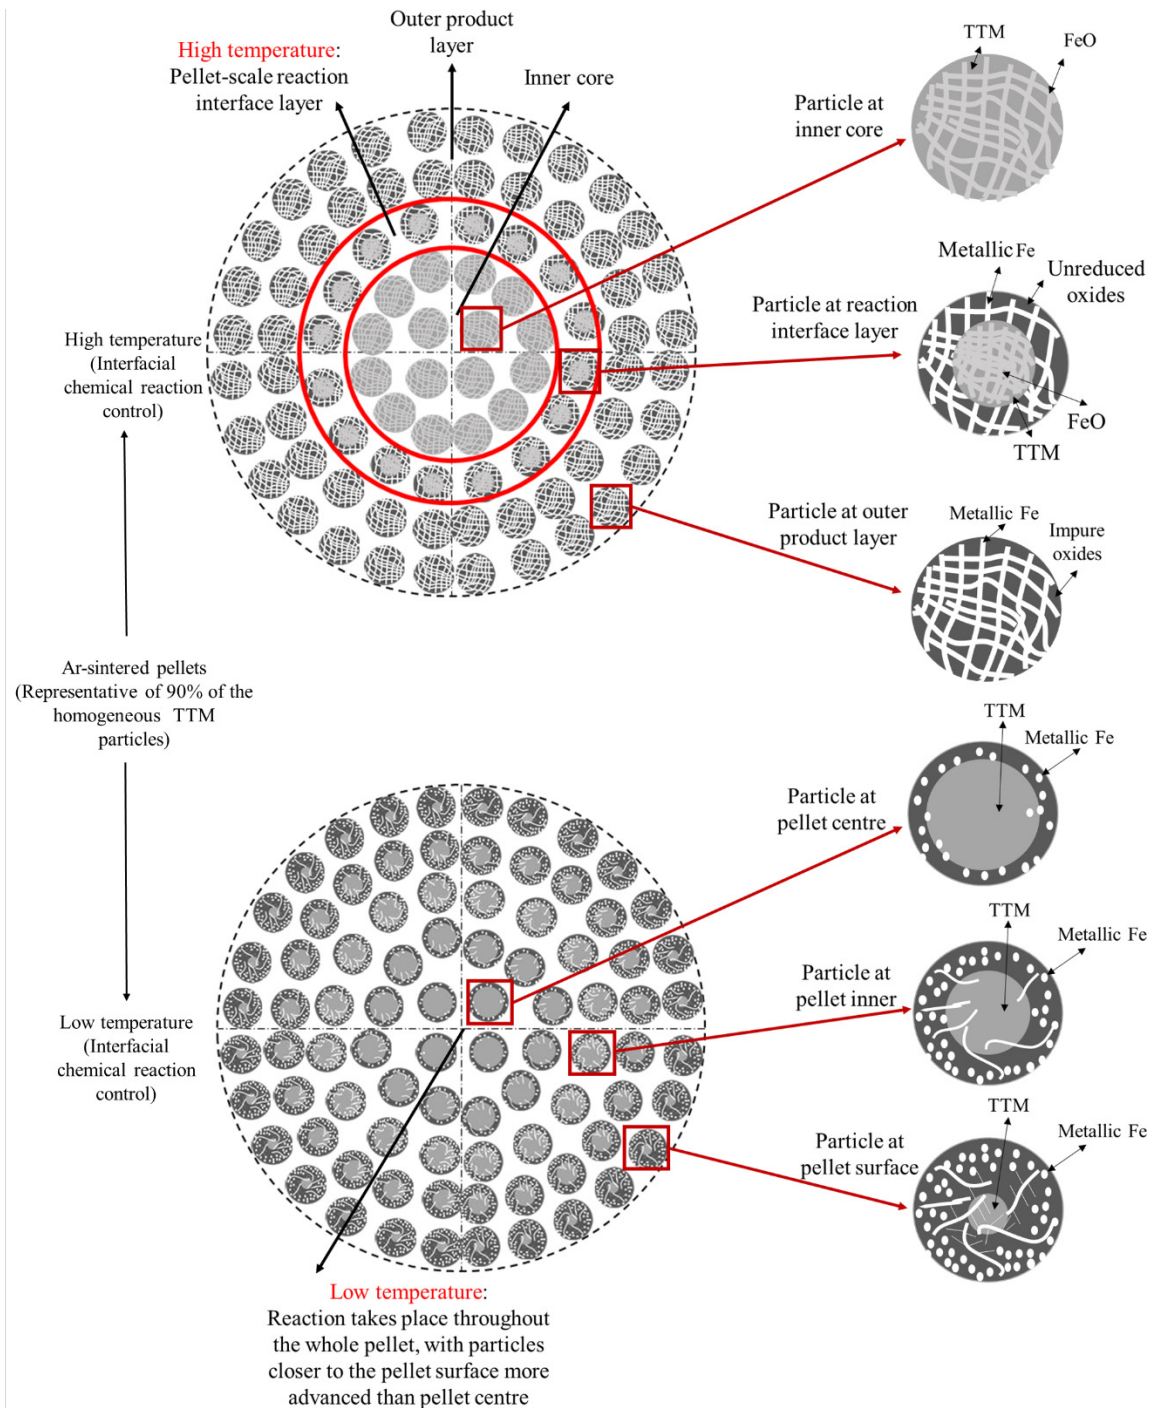 Outer product
layer
High temperature:
Pellet-scale reaction
interface layer
Inner core
TTM
FeO
Particle at
inner core
Metallic Fe
Unreduced
oxides
Particle at reaction
interface layer
FeO
TTM
High temperature
(Interfacial
chemical reaction
control)
Particle at outer
product layer
Metallic Fe
Impure
oxides
Ar-sintered pellets
(Representative of 90% of the
homogeneous TTM
particles)
TTM
Metallic Fe
Particle at
pellet centre
TTM
Metallic Fe
Particle at
pellet inner
Low temperature
(Interfacial
chemical reaction
control)
TTM
Metallic Fe
Particle at
pellet surface
Low temperature:
Reaction takes place throughout
the whole pellet, with particles
closer to the pellet surface more
advanced than pellet centre